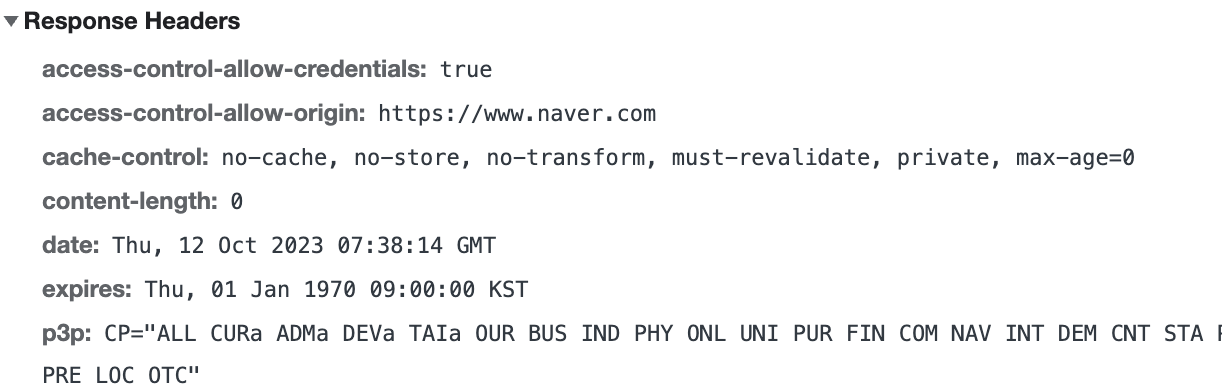 Response Headers
access-control-allow-credentials: true
access-control-allow-origin: https://www.naver.com
cache-control: no-cache, no-store, no-transform, must-revalidate, private, max-age=0
content-length: 0
date: Thu, 12 Oct 2023 07:38:14 GMT
expires: Thu, 01 Jan 1970 09:00:00 KST
p3p: CP="ALL CURa ADMa DEVa TAIa OUR BUS IND PHY ONL UNI PUR FIN COM NAV INT DEM CNT STA
PRE LOC OTC"